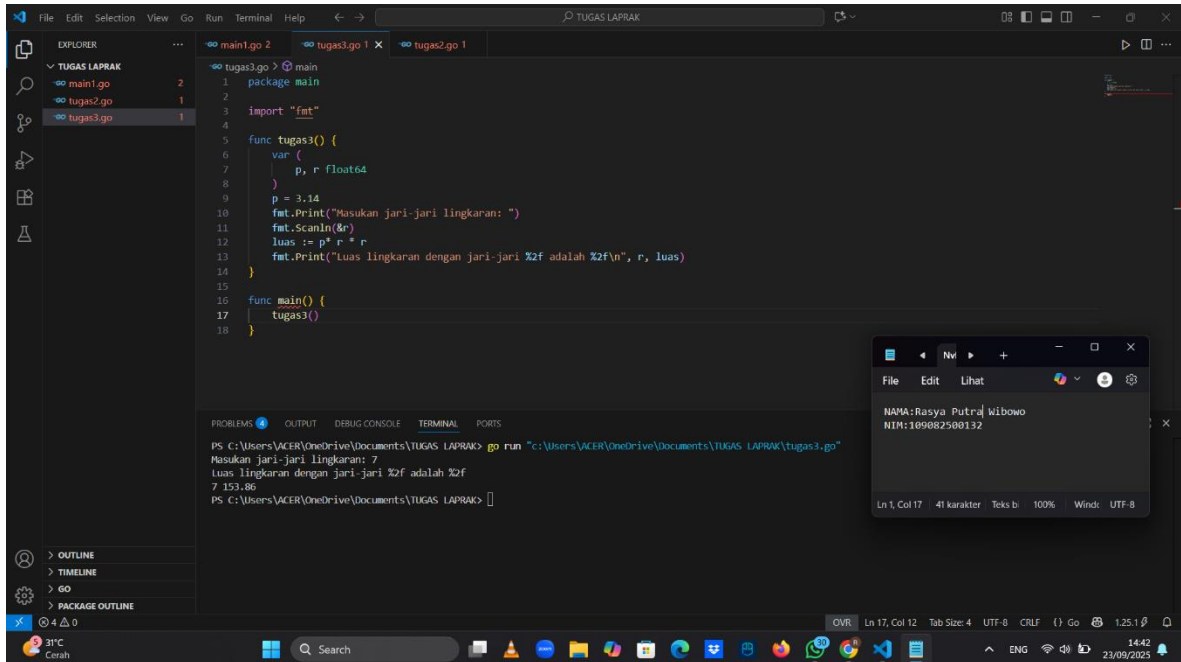 File Edit Selection View Go Run Terminal Help
TUGAS LAPRAK
EXPLORER
TUGAS LAPRAK
main1.go 2
tugas2.go 1
tugas3.go 1
OUTLINE
TIMELINE
GO
PACKAGE OUTLINE
main1.go 2 tugas3.go 1 tugas2.go 1
tugas3.go > main
1 package main
2
3 import "fmt"
4
5 func tugas3() {
6 var (
7 p, r float64
8 )
9 p = 3.14
10 fmt.Print("Masukan jari-jari lingkaran: ")
11 fmt.Scanln(&r)
12 luas := p* r * r
13 fmt.Print("Luas lingkaran dengan jari-jari %2f adalah %2f\n", r, luas)
14 }
15
16 func main() {
17 tugas3()
18 }
PROBLEMS 4 OUTPUT DEBUG CONSOLE TERMINAL PORTS
PS C:\Users\ACER\OneDrive\Documents\TUGAS LAPRAK> go run "c:\Users\ACER\OneDrive\Documents\TUGAS LAPRAK\tugas3.go"
Masukan jari-jari lingkaran: 7
Luas lingkaran dengan jari-jari %2f adalah %2f
7 153.86
PS C:\Users\ACER\OneDrive\Documents\TUGAS LAPRAK>
File Edit Lihat
NAMA:Rasya Putra Wibowo
NIM:109082500132
Ln 1, Col 17 41 karakter Teks bi 100% Windc UTF-8
4 0
OVR Ln 17, Col 12 Tab Size: 4 UTF-8 CRLF {} Go 1.25.1
5 31°C
Cerah
Search
ENG
14:42
23/09/2025